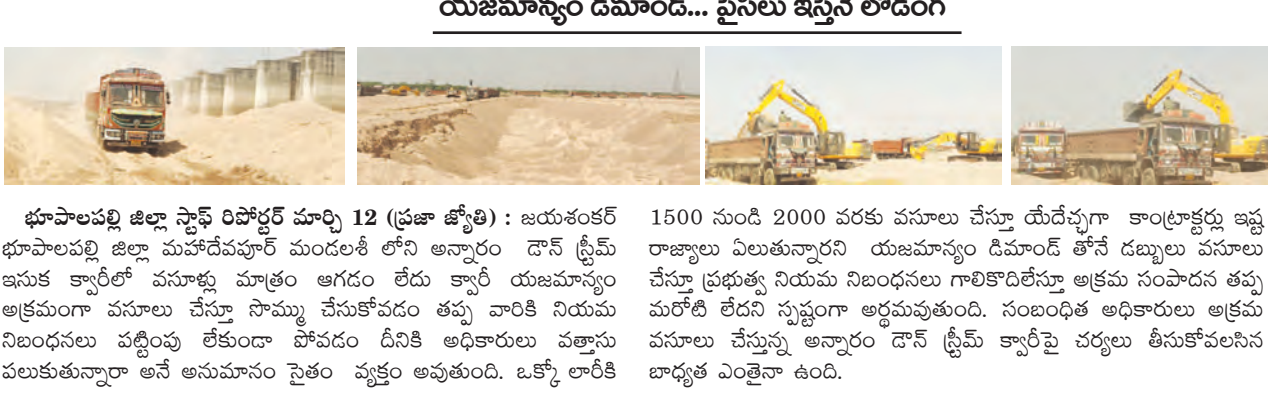 యజమాన్యం డిమాండ్... పైసలు ఇస్తేనే లోడింగ్
భూపాలపల్లి జిల్లా స్టాఫ్ రిపోర్టర్ మార్చి 12 (ప్రజా జ్యోతి) : జయశంకర్
భూపాలపల్లి జిల్లా మహాదేవపూర్ మండలశీ లోని అన్నారం డౌన్ స్ట్రీమ్
ఇసుక క్వారీలో వసూళ్లు మాత్రం ఆగడం లేదు క్వారీ యజమాన్యం
అక్రమంగా వసూలు చేస్తూ సొమ్ము చేసుకోవడం తప్ప వారికి నియమ
నిబంధనలు పట్టింపు లేకుండా పోవడం దీనికి అధికారులు వత్తాసు
పలుకుతున్నారా అనే అనుమానం సైతం వ్యక్తం అవుతుంది. ఒక్కో లారీకి
1500 నుండి 2000 వరకు వసూలు చేస్తూ యేదేచ్ఛగా కాంట్రాక్టర్లు ఇష్ట
రాజ్యాలు ఏలుతున్నారని యజమాన్యం డిమాండ్ తోనే డబ్బులు వసూలు
చేస్తూ ప్రభుత్వ నియమ నిబంధనలు గాలికొదిలేస్తూ అక్రమ సంపాదన తప్ప
మరోటి లేదని స్పష్టంగా అర్థమవుతుంది. సంబంధిత అధికారులు అక్రమ
వసూలు చేస్తున్న అన్నారం డౌన్ స్ట్రీమ్ క్వారీపై చర్యలు తీసుకోవలసిన
బాధ్యత ఎంతైనా ఉంది.